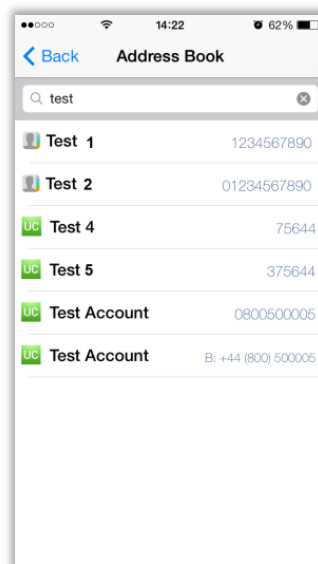 14:22 62%
Back Address Book
test
Test 1 1234567890
Test 2 01234567890
UC Test 4 75644
UC Test 5 375644
UC Test Account 0800500005
UC Test Account B: +44 (800) 500005